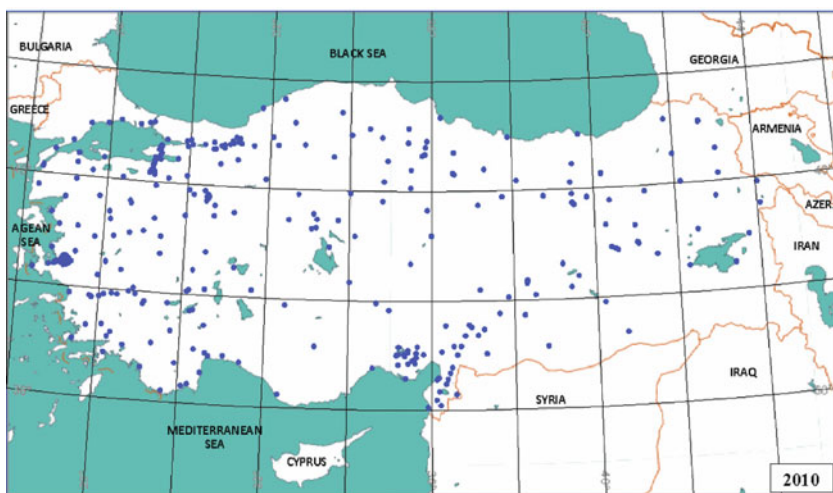 BULGARIA
BLACK SEA
GEORGIA
GREECE
ARMENIA
AZER
AGEAN
SEA
IRAN
IRAQ
SYRIA
MEDITERRANEAN
SEA
CYPRUS
2010